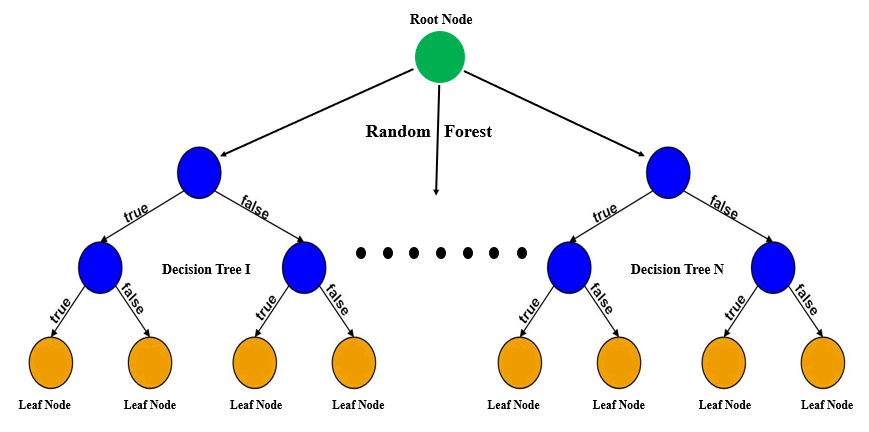 Root Node
Random Forest
true
false
true
false
Decision Tree I
Decision Tree N
true
false
true
false
true
false
true
false
Leaf Node
Leaf Node
Leaf Node
Leaf Node
Leaf Node
Leaf Node
Leaf Node
Leaf Node